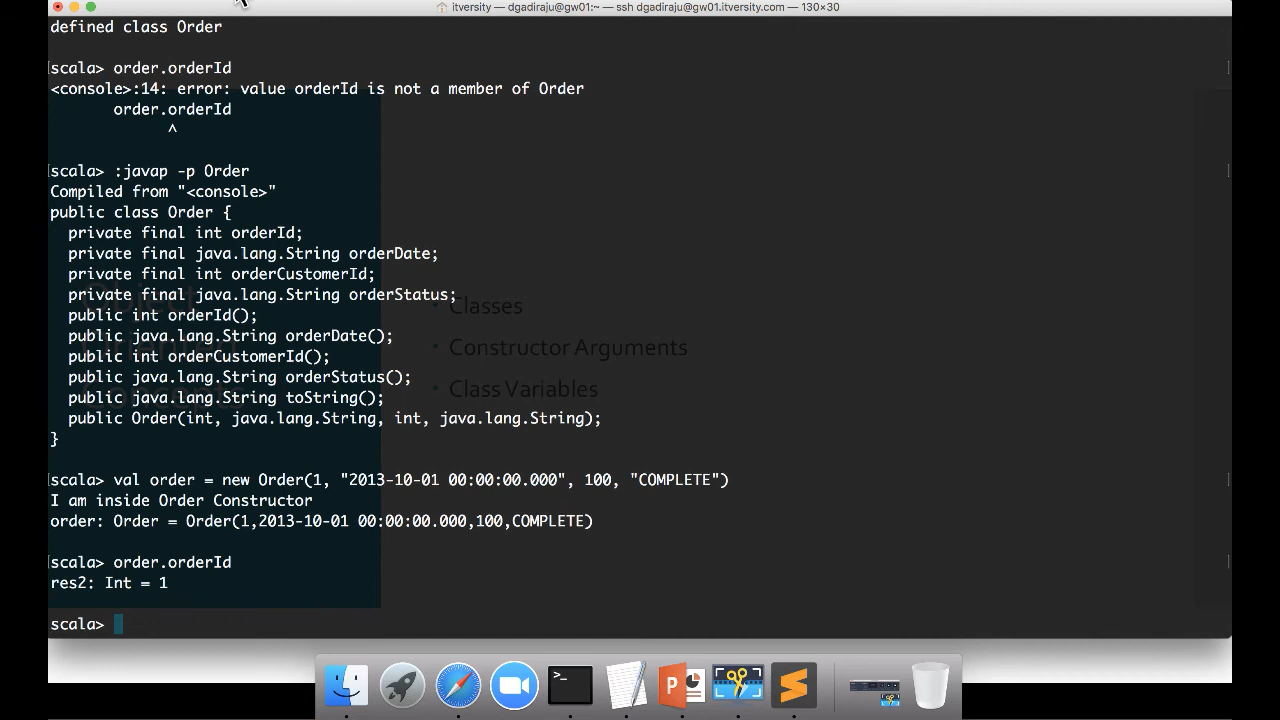 itversity — dgadiraju@gw01:~ — ssh dgadiraju@gw01.itversity.com — 130×30
defined class Order
scala> order.orderId
<console>:14: error: value orderId is not a member of Order
order.orderId
^
scala> :javap -p Order
Compiled from "<console>"
public class Order {
private final int orderId;
private final java.lang.String orderDate;
private final int orderCustomerId;
private final java.lang.String orderStatus;
public int orderId();
public java.lang.String orderDate();
public int orderCustomerId();
public java.lang.String orderStatus();
public java.lang.String toString();
public Order(int, java.lang.String, int, java.lang.String);
}
scala> val order = new Order(1, "2013-10-01 00:00:00.000", 100, "COMPLETE")
I am inside Order Constructor
order: Order = Order(1,2013-10-01 00:00:00.000,100,COMPLETE)
scala> order.orderId
res2: Int = 1
scala>
Object
Oriented
Concepts
• Classes
• Constructor Arguments
• Class Variables
>_
P